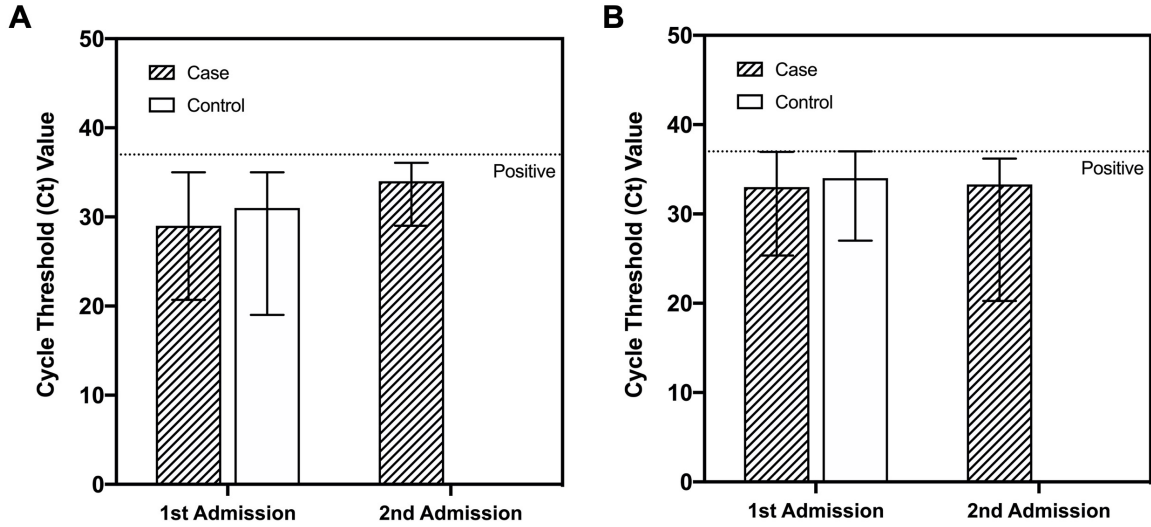 A
Cycle Threshold (Ct) Value
50
40
30
20
10
0
Case
Control
Positive
1st Admission
2nd Admission
B
Cycle Threshold (Ct) Value
50
40
30
20
10
0
Case
Control
Positive
1st Admission
2nd Admission